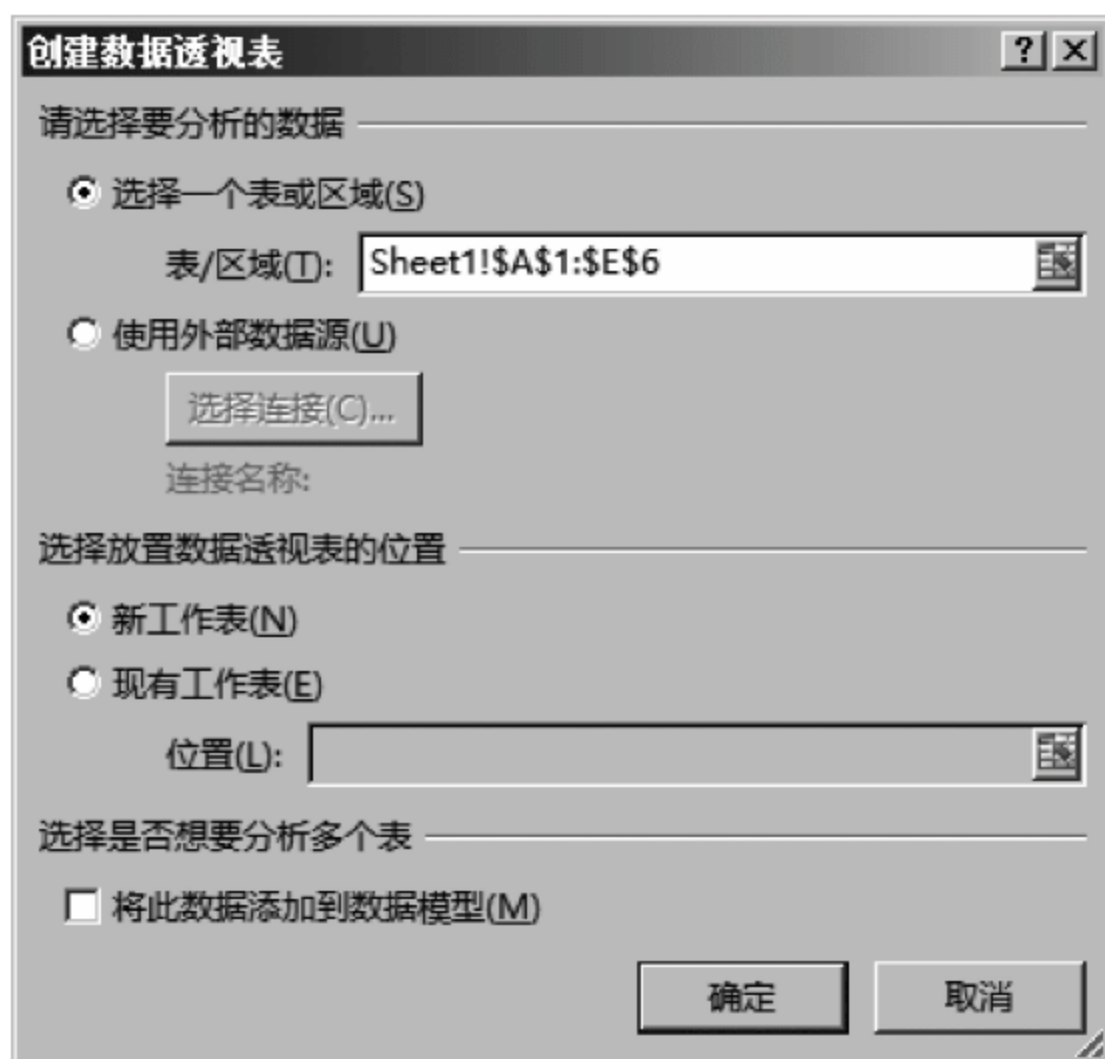 创建数据透视表
请选择要分析的数据
选择一个表或区域(S)
表/区域(T): Sheet1!$A$1:$E$6
使用外部数据源(U)
选择连接(C)...
连接名称:
选择放置数据透视表的位置
新工作表(N)
现有工作表(E)
位置(L):
选择是否想要分析多个表
将此数据添加到数据模型(M)
确定 取消